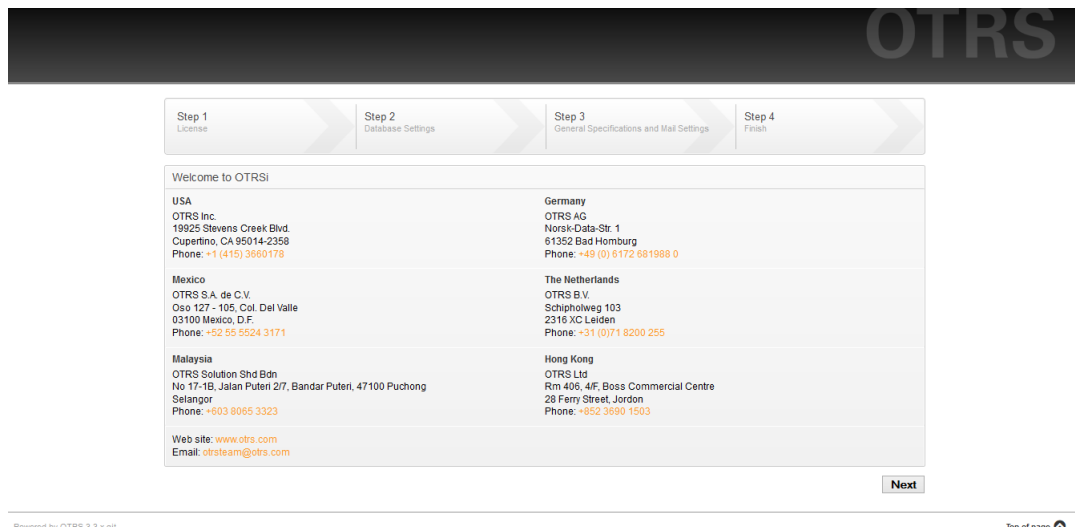 OTRS
Step 1
License
Step 2
Database Settings
Step 3
General Specifications and Mail Settings
Step 4
Finish
Welcome to OTRSi
USA
OTRS Inc.
19925 Stevens Creek Blvd.
Cupertino, CA 95014-2358
Phone: +1 (415) 3660178
Germany
OTRS AG
Norsk-Data-Str. 1
61352 Bad Homburg
Phone: +49 (0) 6172 681988 0
Mexico
OTRS S.A. de C.V.
Oso 127 - 105, Col. Del Valle
03100 Mexico, D.F.
Phone: +52 55 5524 3171
The Netherlands
OTRS B.V.
Schipholweg 103
2316 XC Leiden
Phone: +31 (0)71 8200 255
Malaysia
OTRS Solution Shd Bdn
No 17-1B, Jalan Puteri 2/7, Bandar Puteri, 47100 Puchong
Selangor
Phone: +603 8065 3323
Hong Kong
OTRS Ltd
Rm 406, 4/F, Boss Commercial Centre
28 Ferry Street, Jordon
Phone: +852 3690 1503
Web site: www.otrs.com
Email: otrsteam@otrs.com
Next
Powered by OTRS 3.3.x git
Top of page